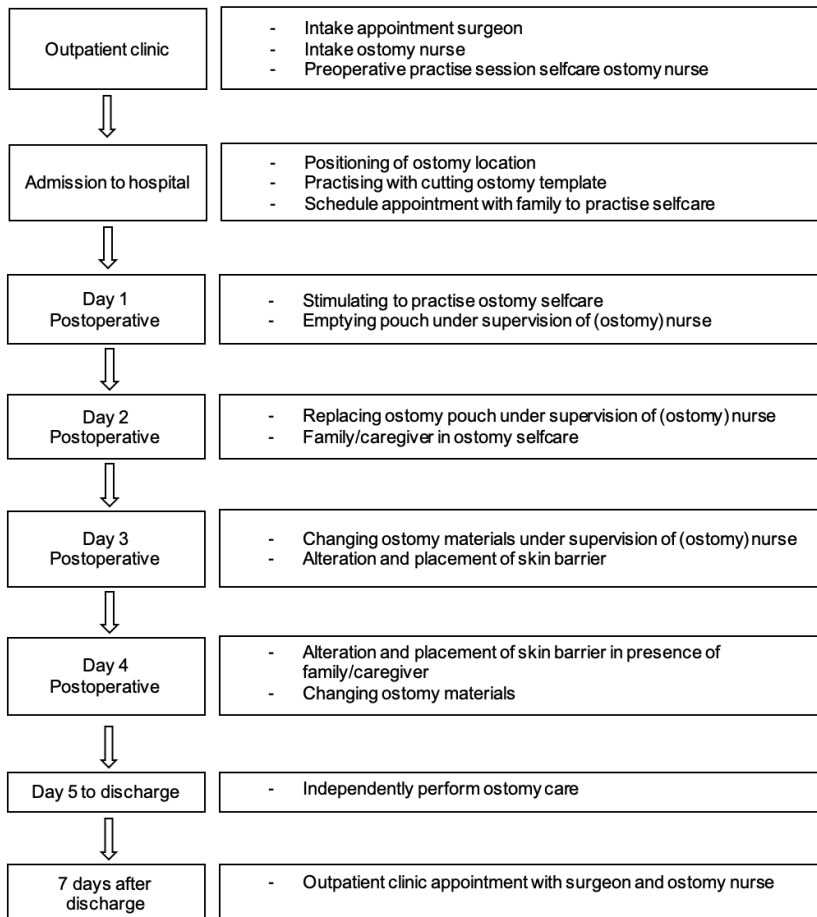 Outpatient clinic
- Intake appointment surgeon
- Intake ostomy nurse
- Preoperative practise session selfcare ostomy nurse
Admission to hospital
- Positioning of ostomy location
- Practising with cutting ostomy template
- Schedule appointment with family to practise selfcare
Day 1
Postoperative
- Stimulating to practise ostomy selfcare
- Emptying pouch under supervision of (ostomy) nurse
Day 2
Postoperative
- Replacing ostomy pouch under supervision of (ostomy) nurse
- Family/caregiver in ostomy selfcare
Day 3
Postoperative
- Changing ostomy materials under supervision of (ostomy) nurse
- Alteration and placement of skin barrier
Day 4
Postoperative
- Alteration and placement of skin barrier in presence of
family/caregiver
- Changing ostomy materials
Day 5 to discharge
- Independently perform ostomy care
7 days after
discharge
- Outpatient clinic appointment with surgeon and ostomy nurse